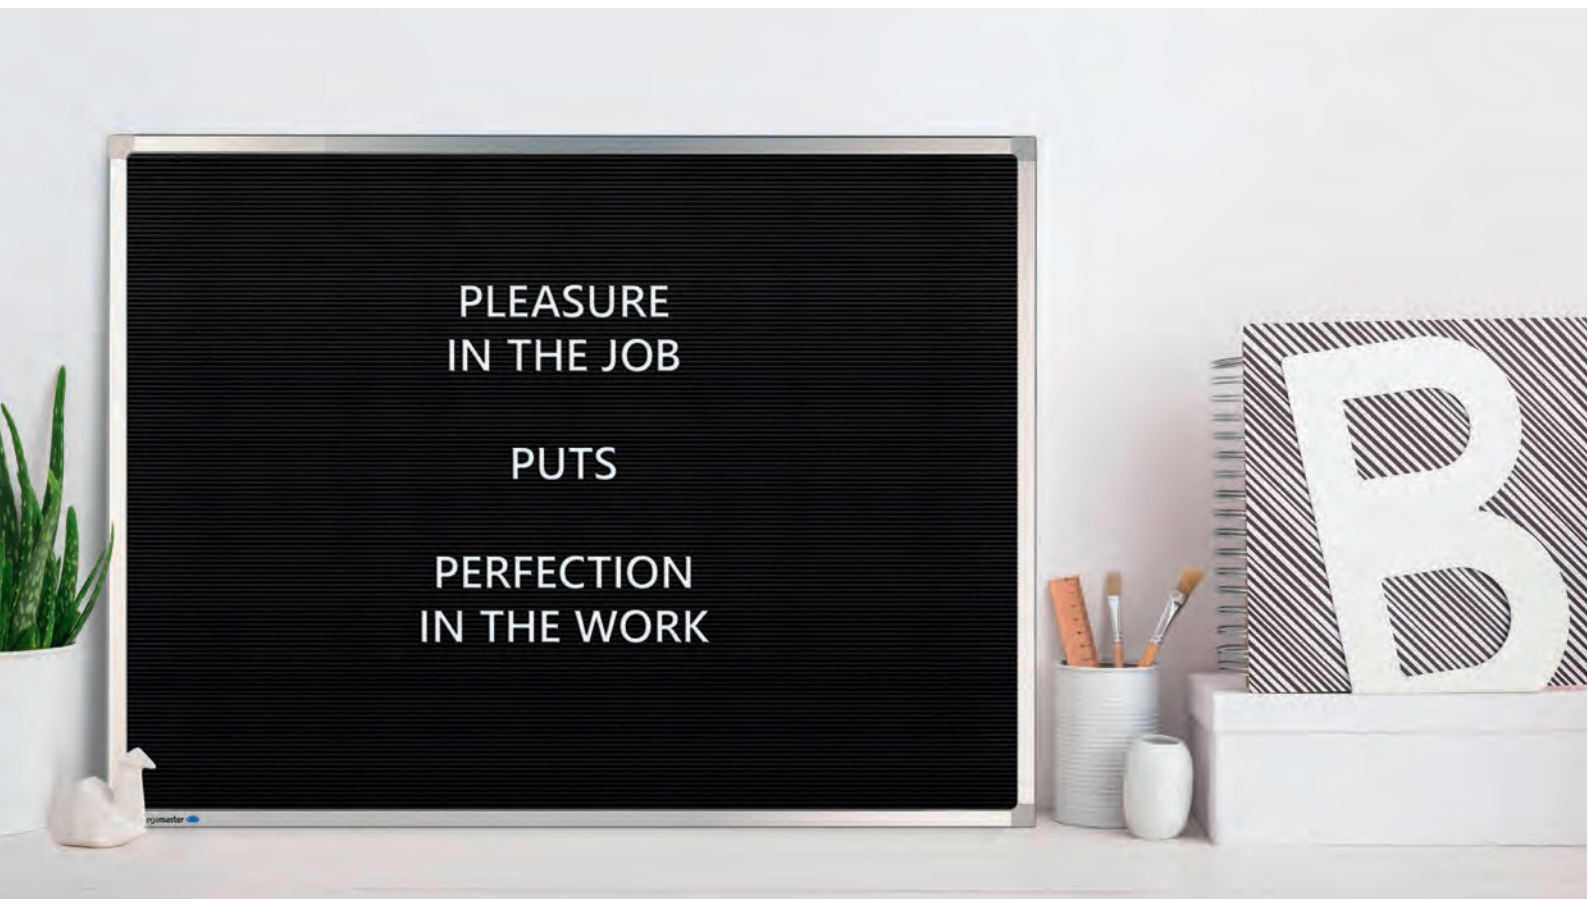 PLEASURE
IN THE JOB
PUTS
PERFECTION
IN THE WORK
B